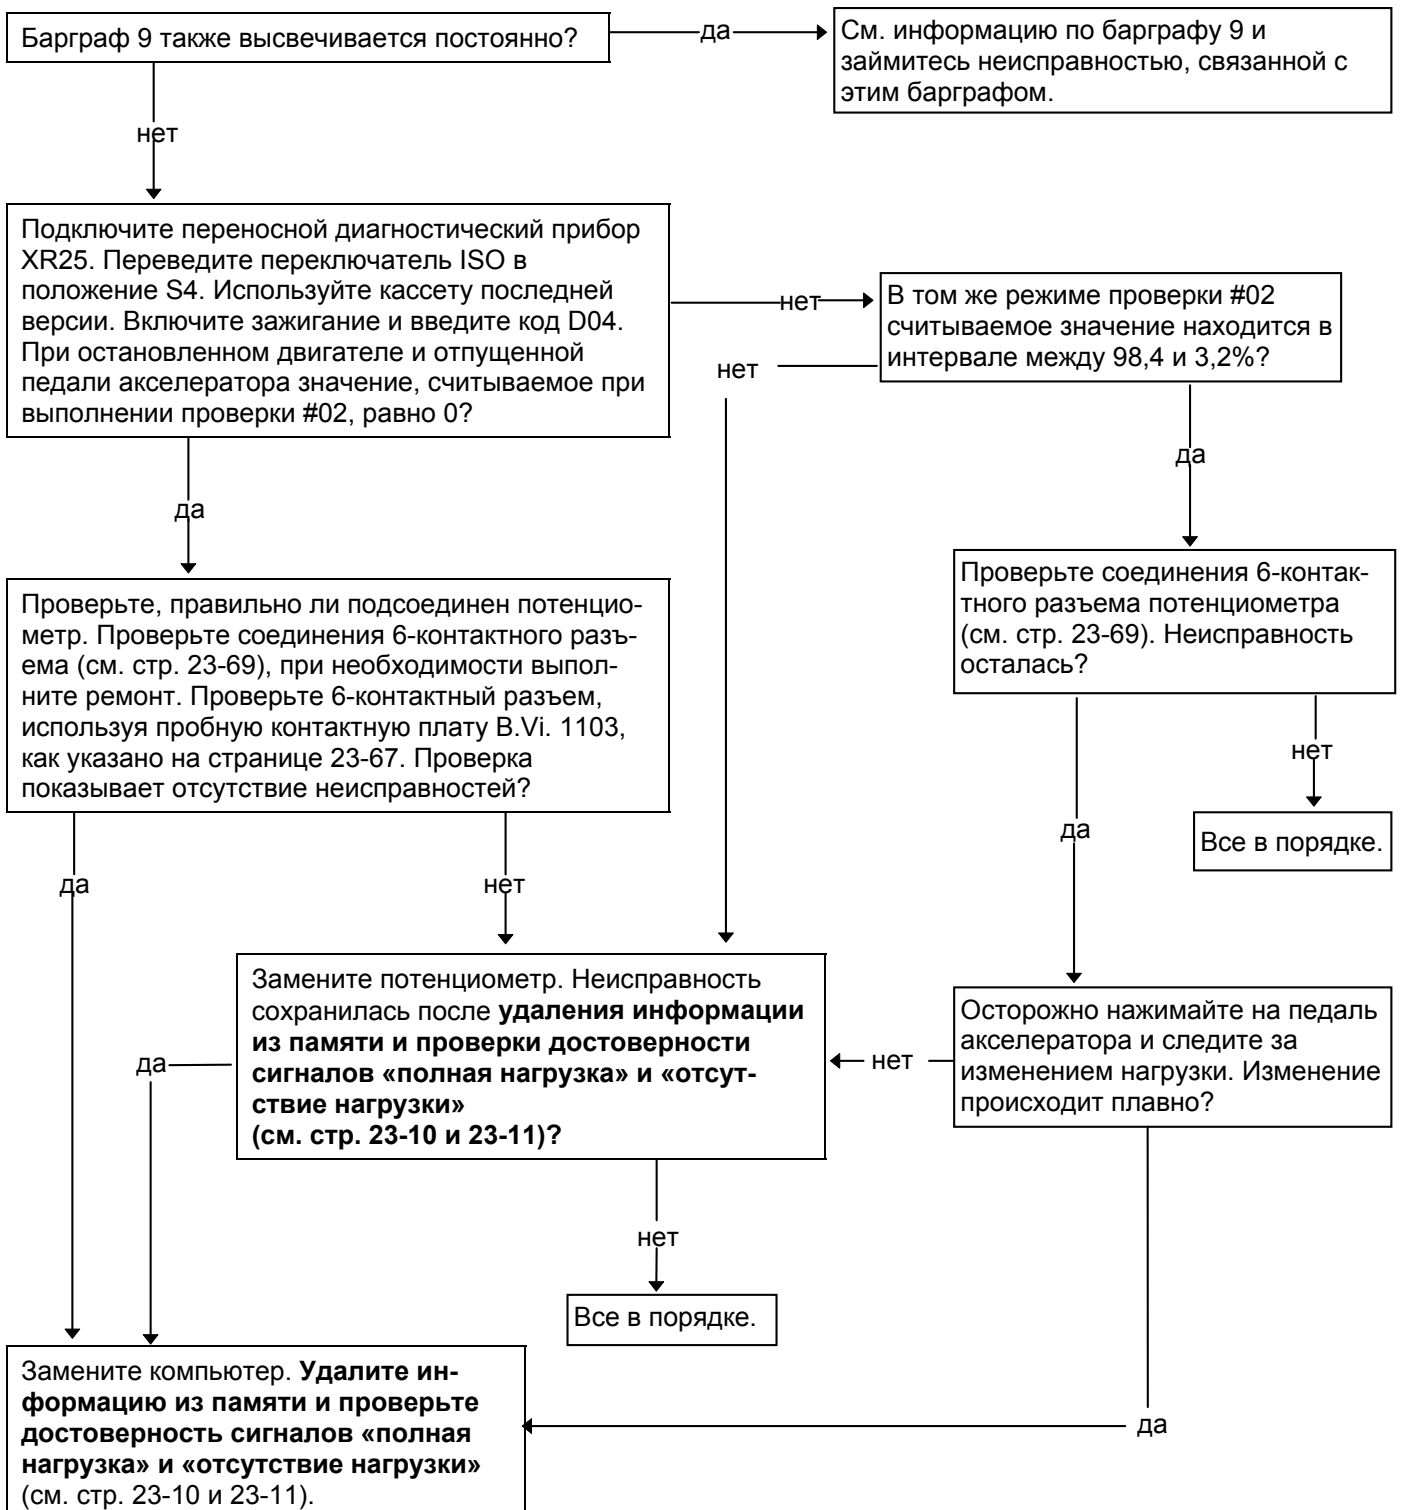 Барграф 9 также высвечивается постоянно?
да
См. информацию по барграфу 9 и
займитесь неисправностью, связанной с
этим барграфом.
нет
Подключите переносной диагностический прибор
XR25. Переведите переключатель ISO в
положение S4. Используйте кассету последней
версии. Включите зажигание и введите код D04.
При остановленном двигателе и отпущенной
педали акселератора значение, считываемое при
выполнении проверки #02, равно 0?
нет
В том же режиме проверки #02
считываемое значение находится в
интервале между 98,4 и 3,2%?
нет
да
да
Проверьте соединения 6-контак-
тного разъема потенциометра
(см. стр. 23-69). Неисправность
осталась?
Проверьте, правильно ли подсоединен потенцио-
метр. Проверьте соединения 6-контактного разъ-
ема (см. стр. 23-69), при необходимости выпол-
ните ремонт. Проверьте 6-контактный разъем,
используя пробную контактную плату B.Vi. 1103,
как указано на странице 23-67. Проверка
показывает отсутствие неисправностей?
нет
да
Все в порядке.
да
нет
Замените потенциометр. Неисправность
сохранилась после удаления информации
из памяти и проверки достоверности
сигналов «полная нагрузка» и «отсут-
ствие нагрузки»
(см. стр. 23-10 и 23-11)?
Осторожно нажимайте на педаль
акселератора и следите за
изменением нагрузки. Изменение
происходит плавно?
нет
да
нет
Все в порядке.
Замените компьютер. Удалите ин-
формацию из памяти и проверьте
достоверность сигналов «полная
нагрузка» и «отсутствие нагрузки»
(см. стр. 23-10 и 23-11).
да